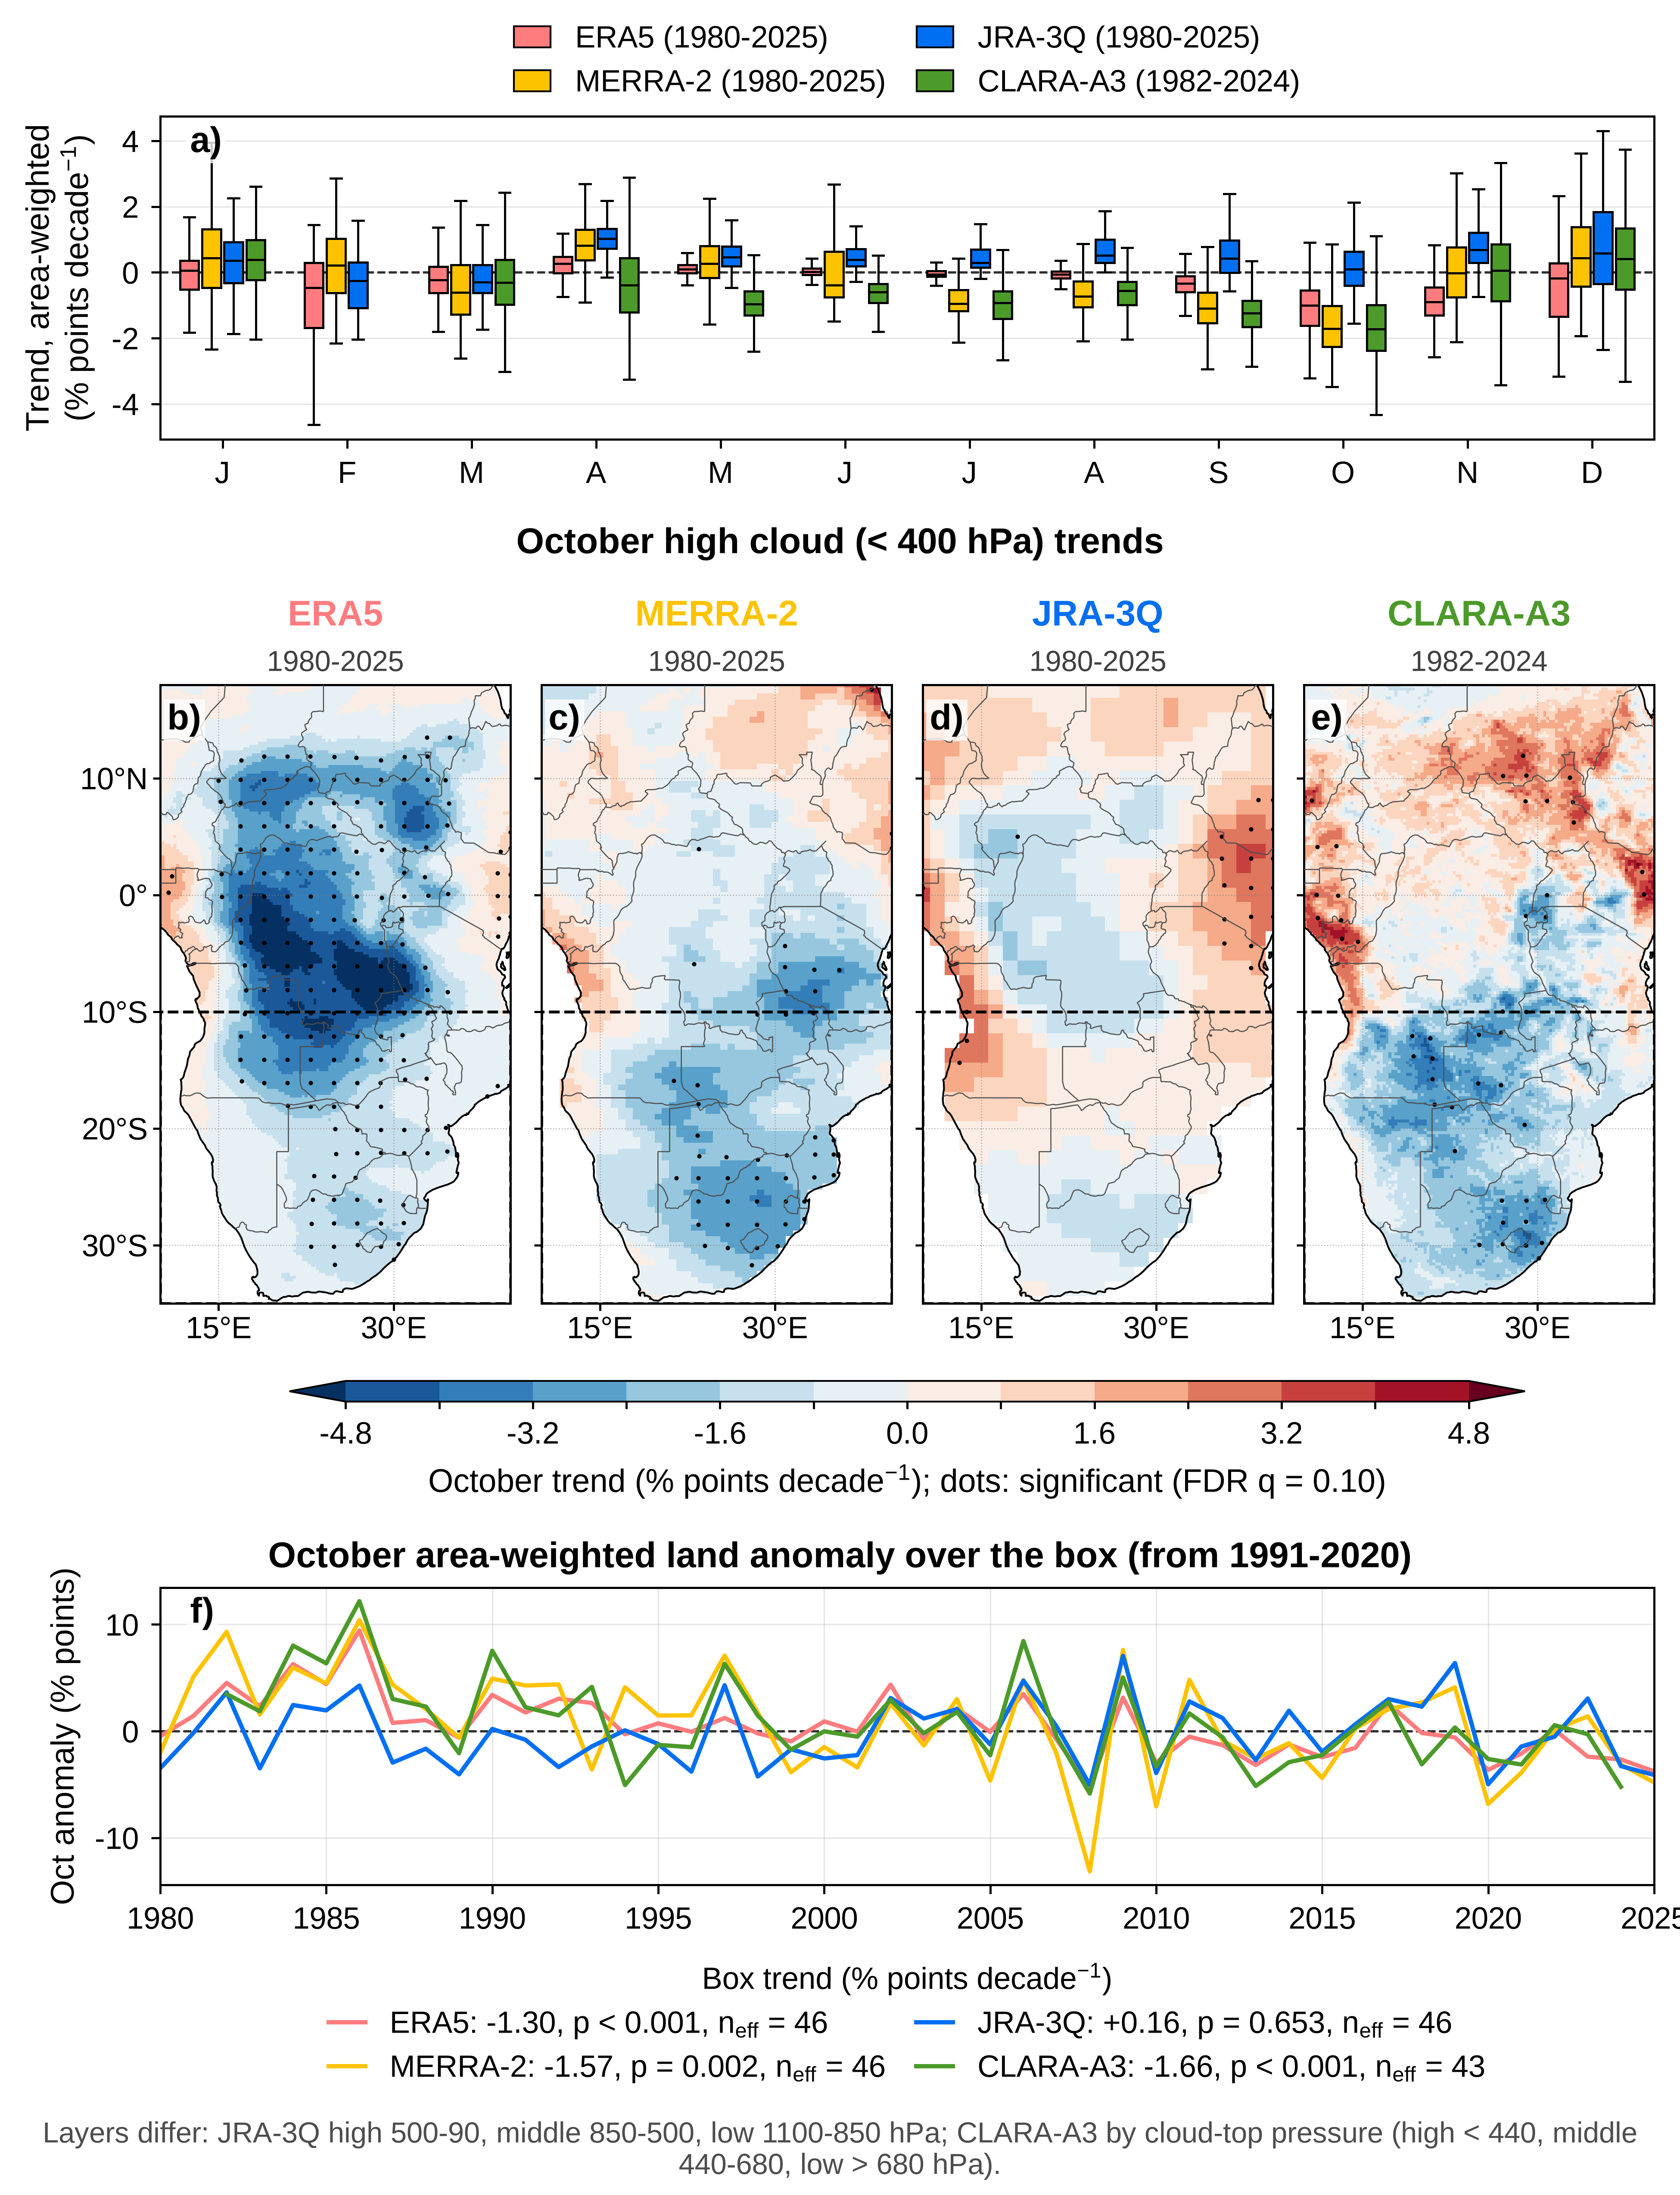 ERA5 (1980-2025)
JRA-3Q (1980-2025)
MERRA-2 (1980-2025)
CLARA-A3 (1982-2024)
Trend, area-weighted
(% points decade⁻¹)
a)
4
2
0
-2
-4
J F M A M J J A S O N D
October high cloud (< 400 hPa) trends
ERA5 MERRA-2 JRA-3Q CLARA-A3
1980-2025 1980-2025 1980-2025 1982-2024
b) c) d) e)
10°N
0°
10°S
20°S
30°S
15°E 30°E 15°E 30°E 15°E 30°E 15°E 30°E
-4.8 -3.2 -1.6 0.0 1.6 3.2 4.8
October trend (% points decade⁻¹); dots: significant (FDR q = 0.10)
October area-weighted land anomaly over the box (from 1991-2020)
Oct anomaly (% points)
f)
10
0
-10
1980 1985 1990 1995 2000 2005 2010 2015 2020 2025
Box trend (% points decade⁻¹)
ERA5: -1.30, p < 0.001, neff = 46
JRA-3Q: +0.16, p = 0.653, neff = 46
MERRA-2: -1.57, p = 0.002, neff = 46
CLARA-A3: -1.66, p < 0.001, neff = 43
Layers differ: JRA-3Q high 500-90, middle 850-500, low 1100-850 hPa; CLARA-A3 by cloud-top pressure (high < 440, middle
440-680, low > 680 hPa).